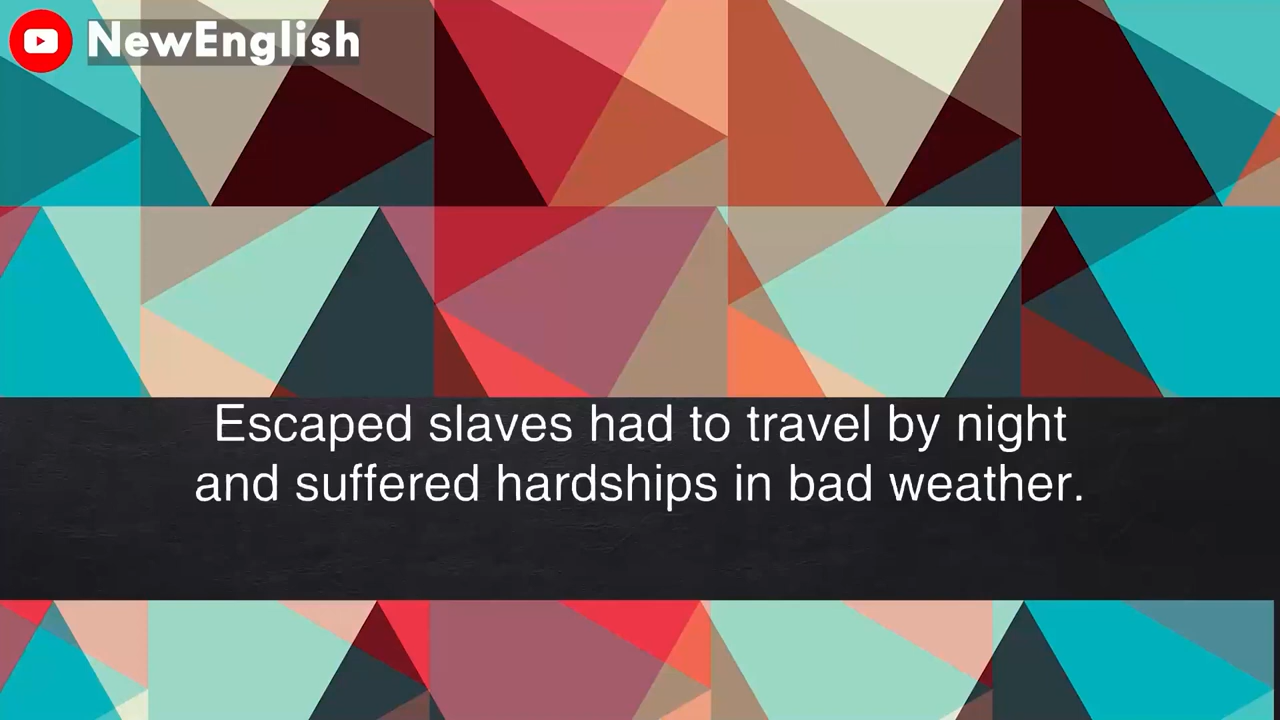 NewEnglish
Escaped slaves had to travel by night
and suffered hardships in bad weather.